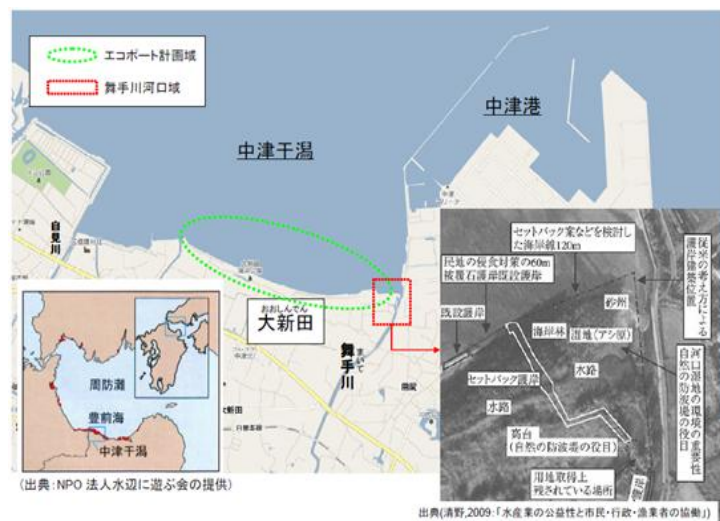 エコポート計画域
舞手川河口域
中津港
中津干潟
自見川
おおしんでん
大新田
まいて
舞手川
周防灘
豊前海
中津干潟
(出典：NPO 法人水辺に遊ぶ会の提供)
セットバック案などを検討し
た海岸線120m
民地の侵食対策の60m
被覆石護岸既設護岸
既設護岸
従来の考え方による
護岸建築位置
砂州
海岸林
湿地(アシ原)
水路
セットバック護岸
水路
高台
(自然の防波堤の役目)
河口湿地の環境の重要性
自然の防波堤の役目
用地取得上
残されている場所
護岸
出典(清野,2009:「水産業の公益性と市民・行政・漁業者の協働」)